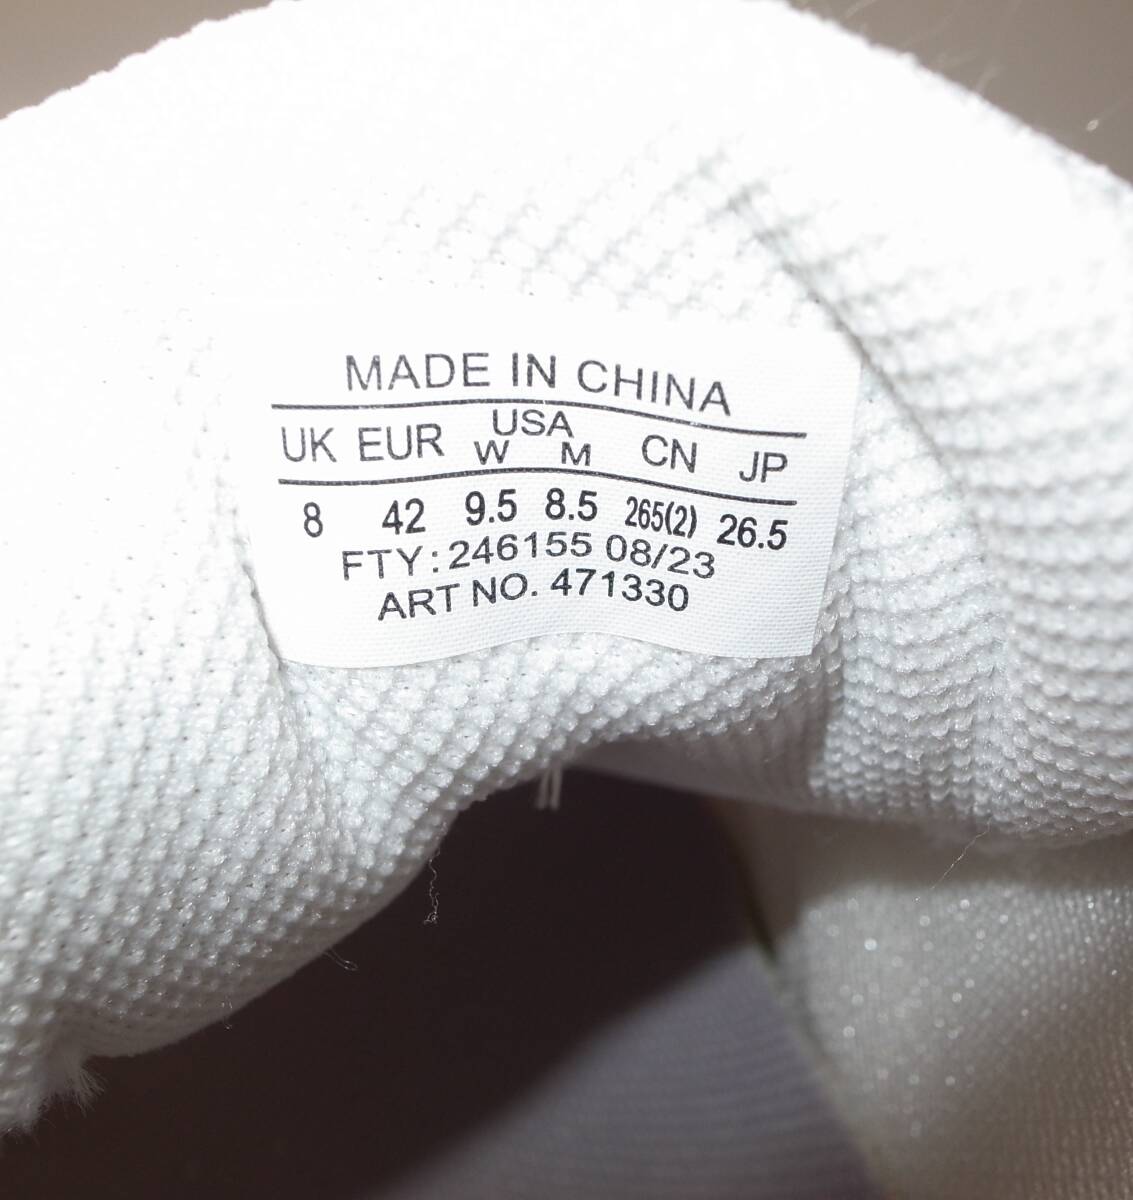 MADE IN CHINA
UK EUR USA W M CN JP
8 42 9.5 8.5 265(2) 26.5
FTY: 246155 08/23
ART NO. 471330